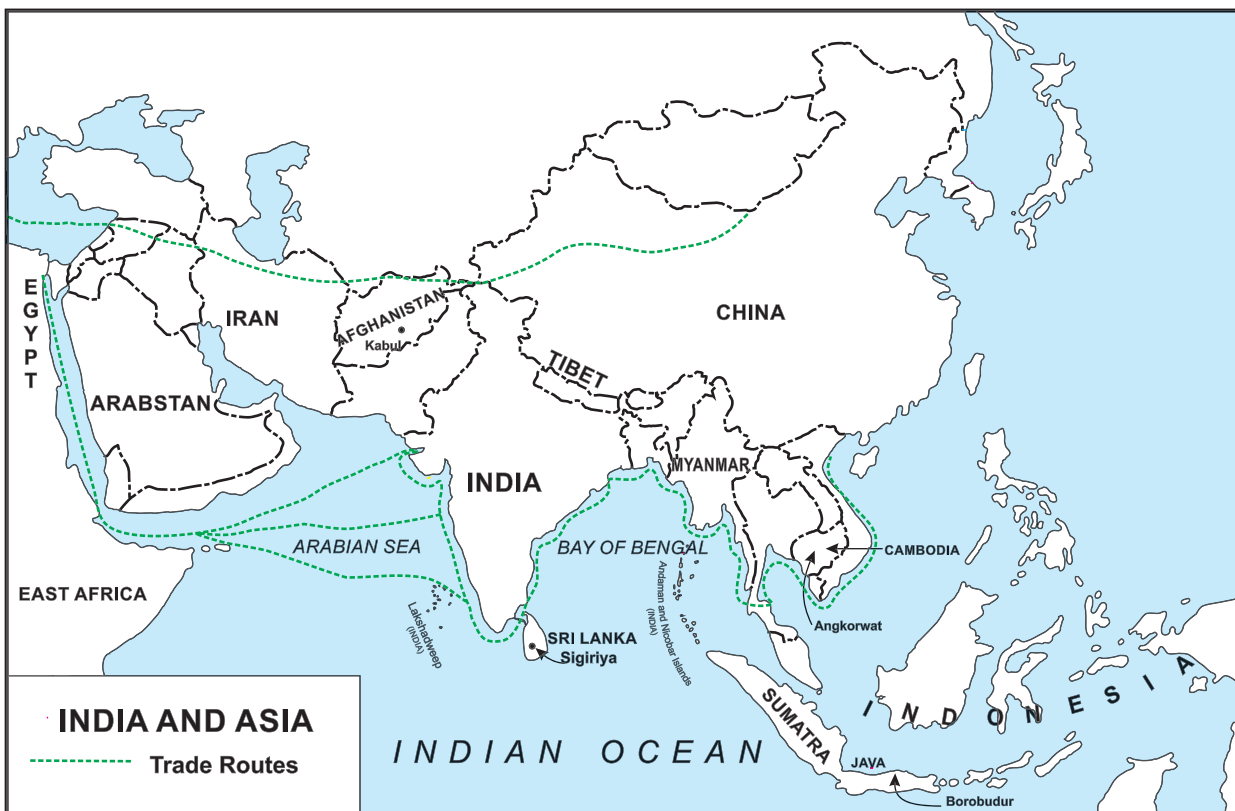 CHINA
EGYPT
IRAN
AFGHANISTAN
Kabul
TIBET
ARABSTAN
MYANMAR
INDIA
ARABIAN SEA
BAY OF BENGAL
CAMBODIA
EAST AFRICA
Lakshadweep
(INDIA)
Andaman and Nicobar Islands
(INDIA)
Angkorwat
SRI LANKA
Sigiriya
SUMATRA
INDONESIA
INDIA AND ASIA
Trade Routes
INDIAN OCEAN
JAVA
Borobudur